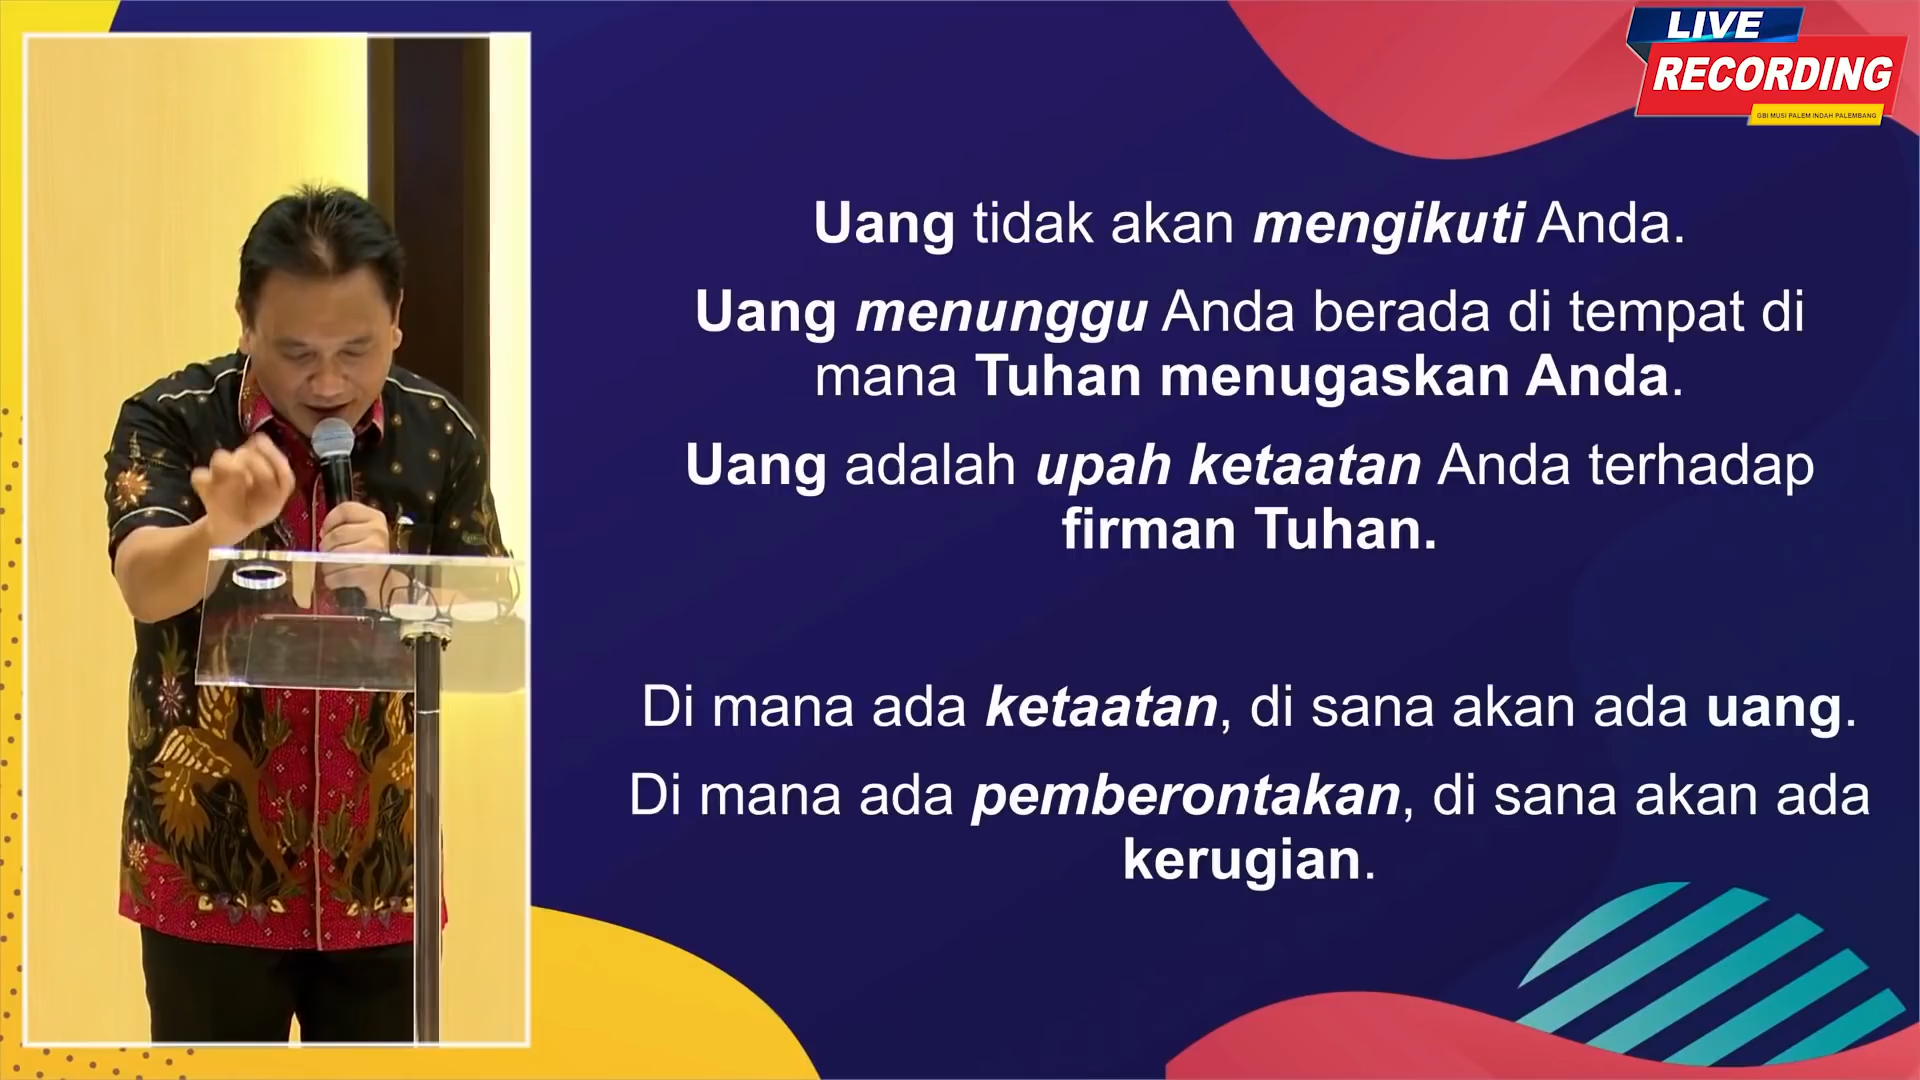 LIVE
RECORDING
GBI MUSI PALEM INDAH PALEMBANG
Uang tidak akan mengikuti Anda.
Uang menunggu Anda berada di tempat di
mana Tuhan menugaskan Anda.
Uang adalah upah ketaatan Anda terhadap
firman Tuhan.
Di mana ada ketaatan, di sana akan ada uang.
Di mana ada pemberontakan, di sana akan ada
kerugian.